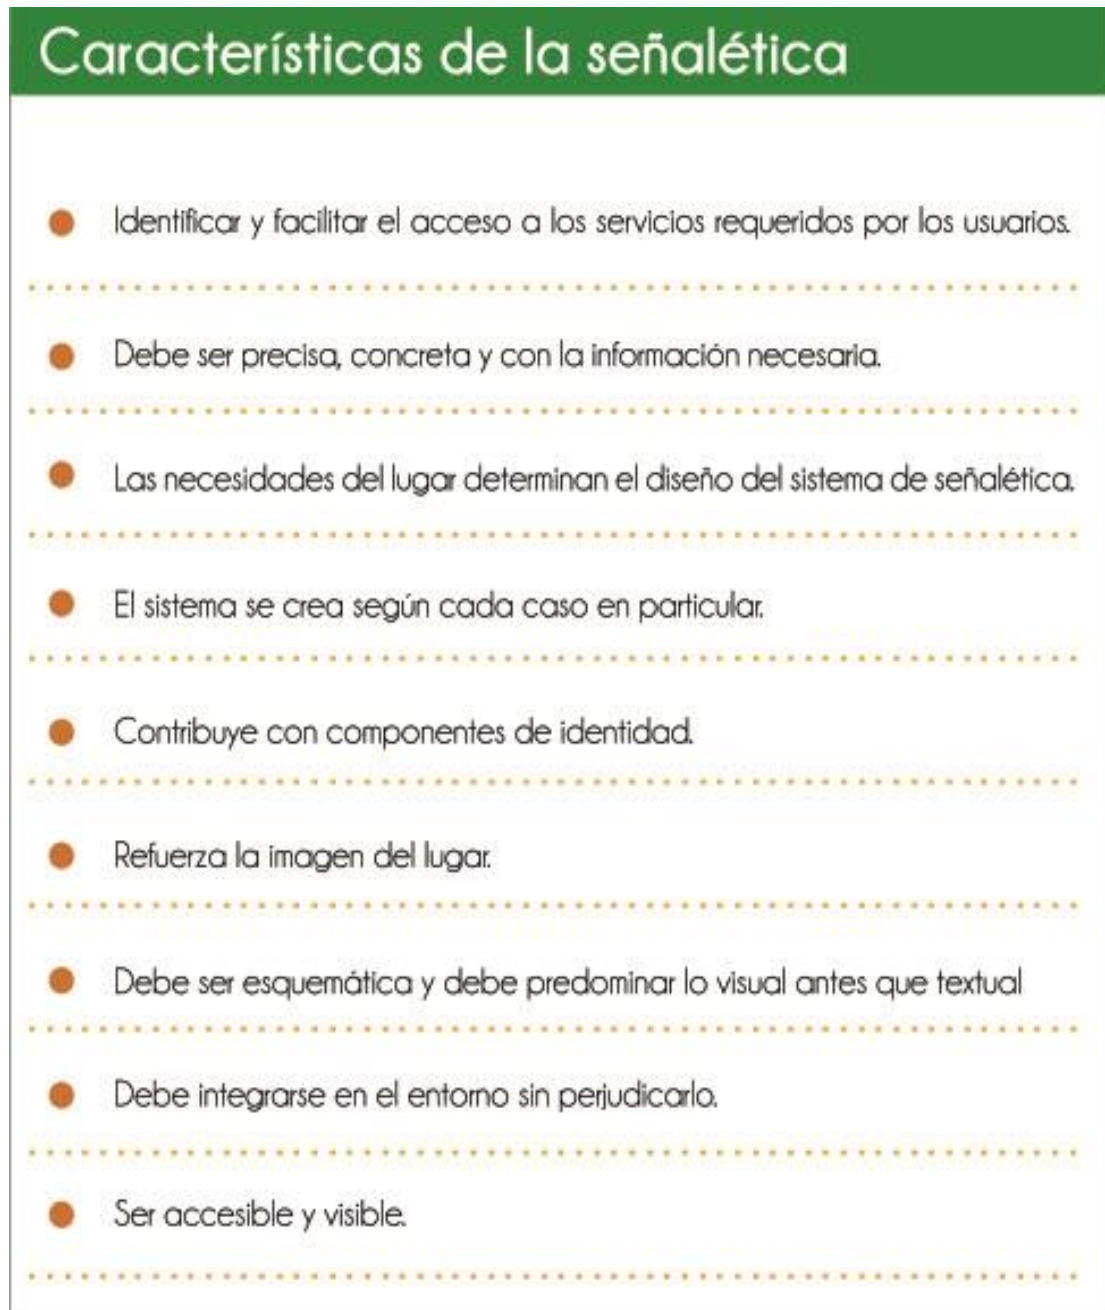 Características de la señalética
Identificar y facilitar el acceso a los servicios requeridos por los usuarios.
Debe ser precisa, concreta y con la información necesaria.
Las necesidades del lugar determinan el diseño del sistema de señalética.
El sistema se crea según cada caso en particular.
Contribuye con componentes de identidad.
Refuerza la imagen del lugar.
Debe ser esquemática y debe predominar lo visual antes que textual
Debe integrarse en el entorno sin perjudicarlo.
Ser accesible y visible.